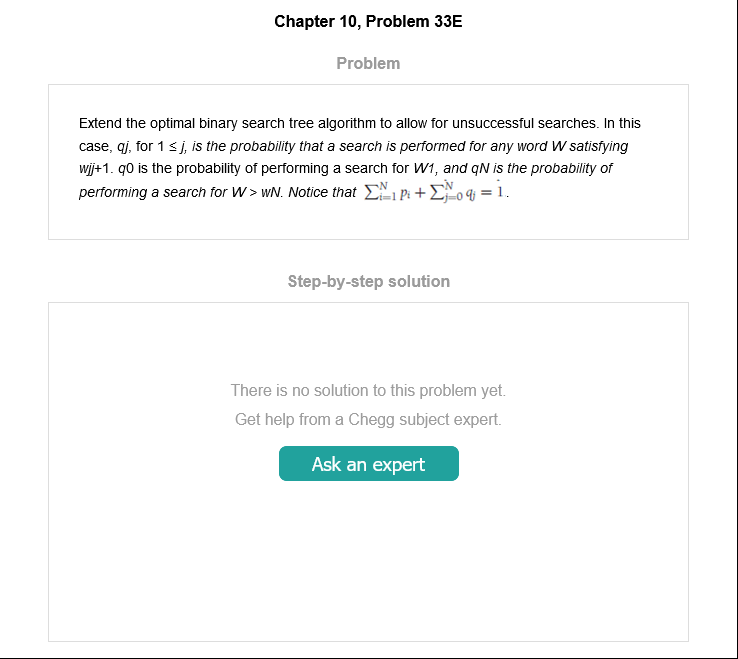 Chapter 10, Problem 33E
Problem
Extend the optimal binary search tree algorithm to allow for unsuccessful searches. In this
case, qj, for 1 ≤ j, is the probability that a search is performed for any word W satisfying
wjj+1. q0 is the probability of performing a search for W1, and qN is the probability of
performing a search for W > wN. Notice that ∑ᴺᵢ₌₁ pᵢ + ∑ᴺⱼ₌₀ qⱼ = 1.
Step-by-step solution
There is no solution to this problem yet.
Get help from a Chegg subject expert.
Ask an expert